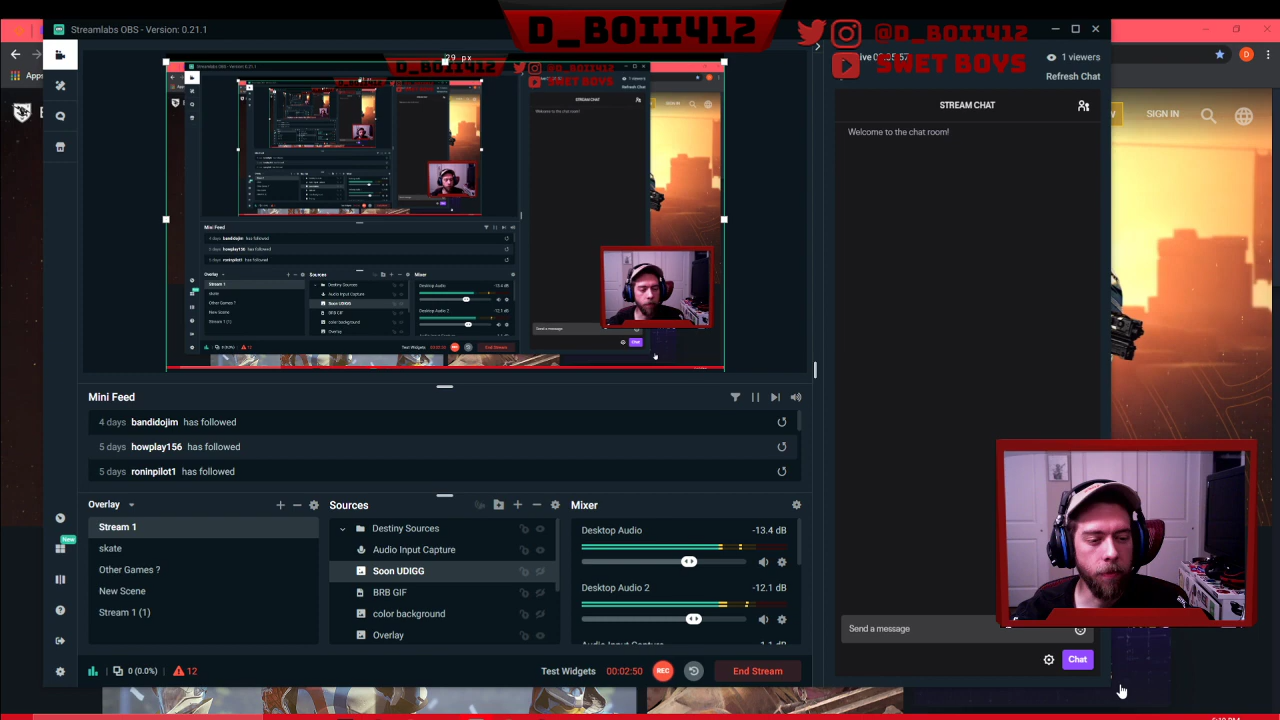 D_BOII412
Streamlabs OBS - Version: 0.21.1
@D_BOII412
SWET BOYS
1 viewers
Refresh Chat
Apps
STREAM CHAT
SIGN IN
Welcome to the chat room!
29 px
Mini Feed
4 days bandidojim has followed
5 days howplay156 has followed
5 days roninpilot1 has followed
Overlay
Stream 1
skate
Other Games ?
New Scene
Stream 1 (1)
New
Sources
Destiny Sources
Audio Input Capture
Soon UDIGG
BRB GIF
color background
Overlay
Mixer
Desktop Audio -13.4 dB
Desktop Audio 2 -12.1 dB
Send a message
Chat
0 (0.0%) 12
Test Widgets 00:02:50 REC End Stream